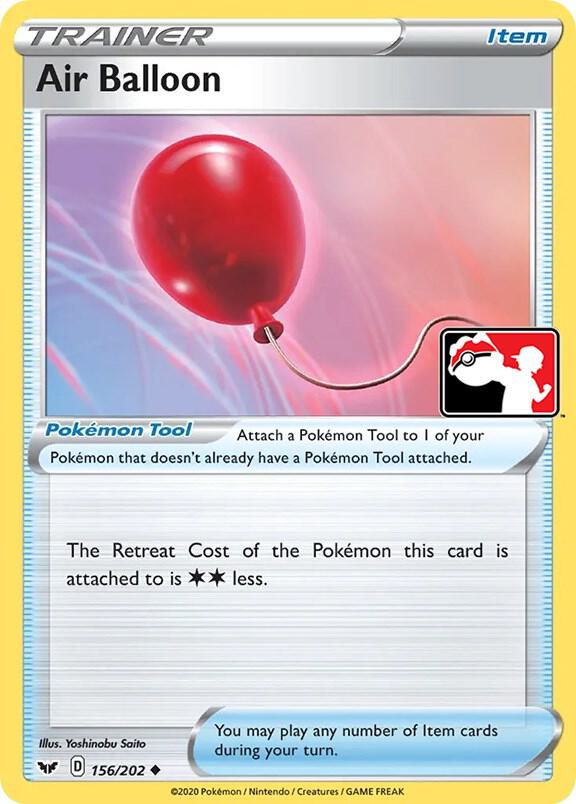 TRAINER
Item
Air Balloon
Pokémon Tool
Attach a Pokémon Tool to 1 of your
Pokémon that doesn't already have a Pokémon Tool attached.
The Retreat Cost of the Pokémon this card is
attached to is ✶✶ less.
You may play any number of Item cards
during your turn.
Illus. Yoshinobu Saito
D 156/202 ◆
©2020 Pokémon / Nintendo / Creatures / GAME FREAK